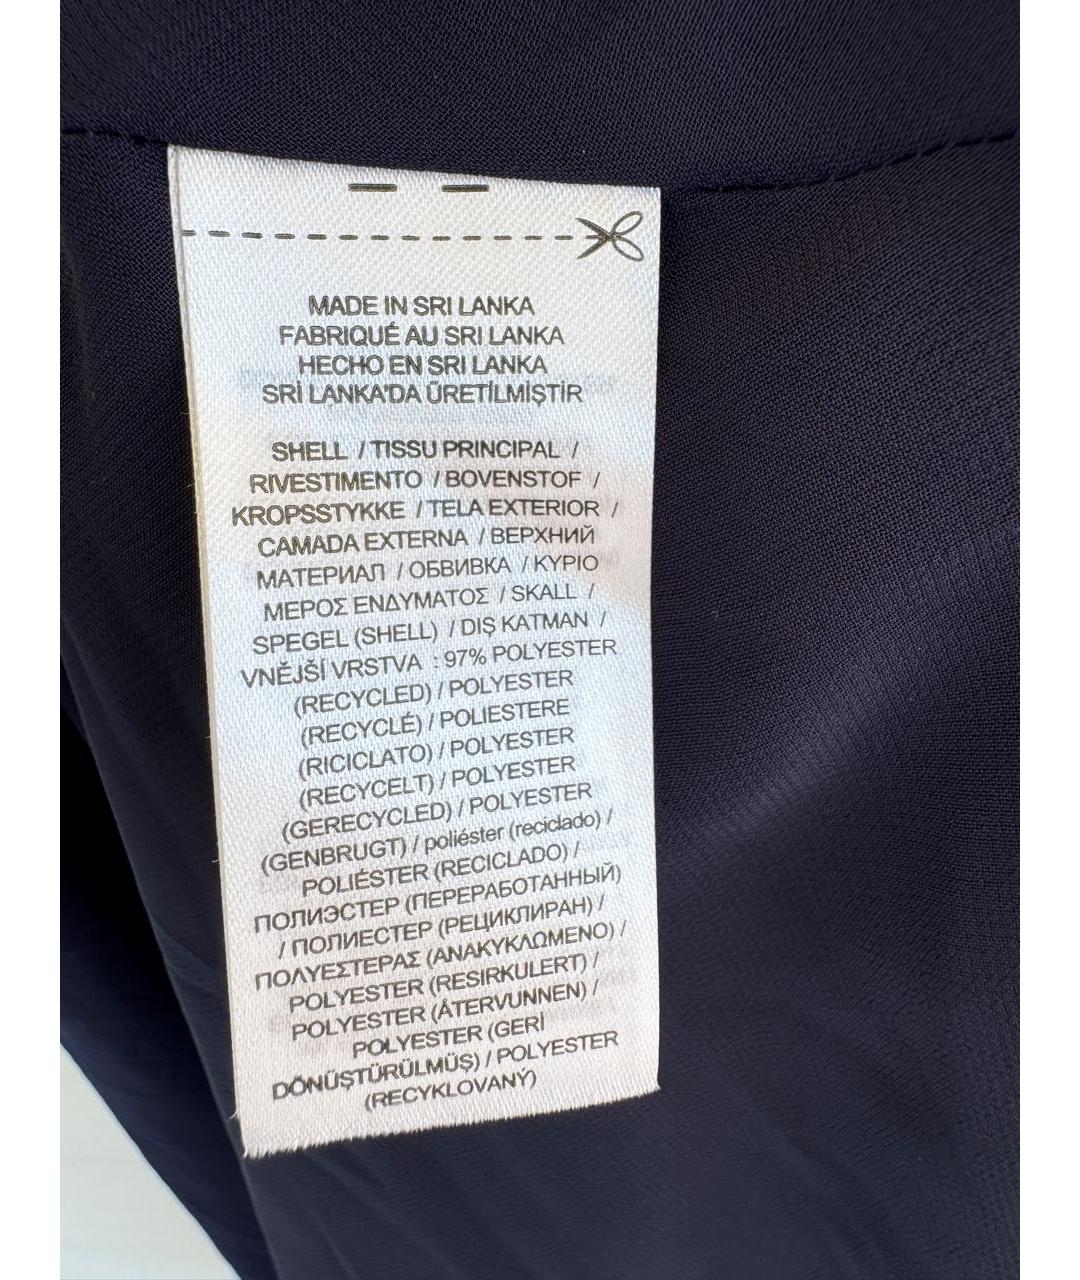 MADE IN SRI LANKA
FABRIQUÉ AU SRI LANKA
HECHO EN SRI LANKA
SRİ LANKA'DA ÜRETİLMİŞTİR
SHELL / TISSU PRINCIPAL /
RIVESTIMENTO / BOVENSTOF /
KROPSSTYKKE / TELA EXTERIOR /
CAMADA EXTERNA / ВЕРХНИЙ
МАТЕРИАЛ / ОБВИВКА / ΚΥΡΙΟ
ΜΕΡΟΣ ΕΝΔΥΜΑΤΟΣ / SKALL /
SPEGEL (SHELL) / DIŞ KATMAN /
VNĚJŠÍ VRSTVA : 97% POLYESTER
(RECYCLED) / POLYESTER
(RECYCLÉ) / POLIESTERE
(RICICLATO) / POLYESTER
(RECYCELT) / POLYESTER
(GERECYCLED) / POLYESTER
(GENBRUGT) / poliéster (reciclado) /
POLIÉSTER (RECICLADO) /
ПОЛИЭСТЕР (ПЕРЕРАБОТАННЫЙ)
/ ПОЛИЕСТЕР (РЕЦИКЛИРАН) /
ΠΟΛΥΕΣΤΕΡΑΣ (ΑΝΑΚΥΚΛΩΜΕΝΟ) /
POLYESTER (RESIRKULERT) /
POLYESTER (ÅTERVUNNEN) /
POLYESTER (GERİ
DÖNÜŞTÜRÜLMÜŞ) / POLYESTER
(RECYKLOVANÝ)